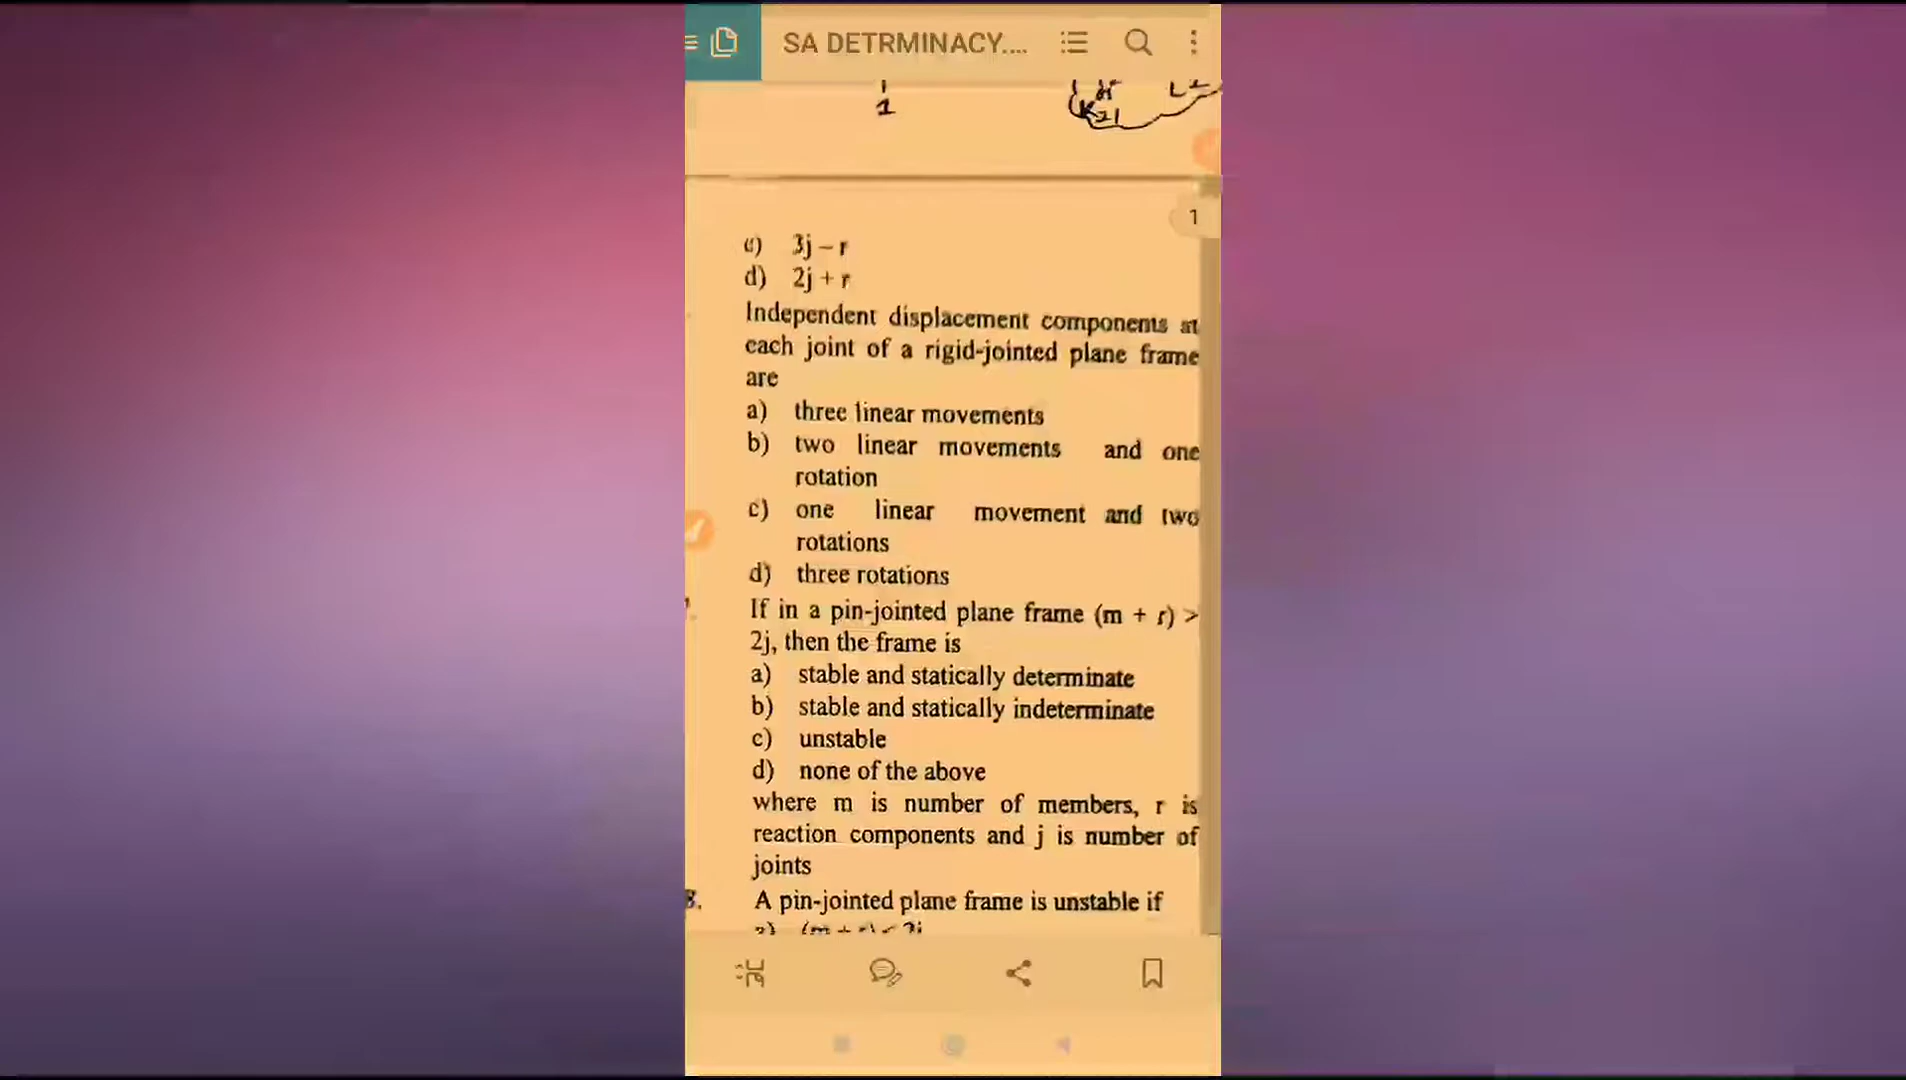 SA DETRMINACY....
1
K21
1
c) 3j – r
d) 2j + r
Independent displacement components at
each joint of a rigid-jointed plane frame
are
a) three linear movements
b) two linear movements and one
rotation
c) one linear movement and two
rotations
d) three rotations
If in a pin-jointed plane frame (m + r) >
2j, then the frame is
a) stable and statically determinate
b) stable and statically indeterminate
c) unstable
d) none of the above
where m is number of members, r is
reaction components and j is number of
joints
A pin-jointed plane frame is unstable if
a) (m + r) < 2j